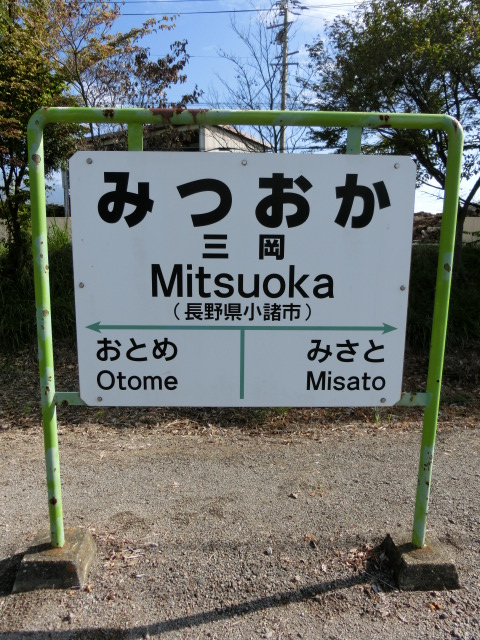 みつおか
三岡
Mitsuoka
（長野県小諸市）
おとめ みさと
Otome Misato